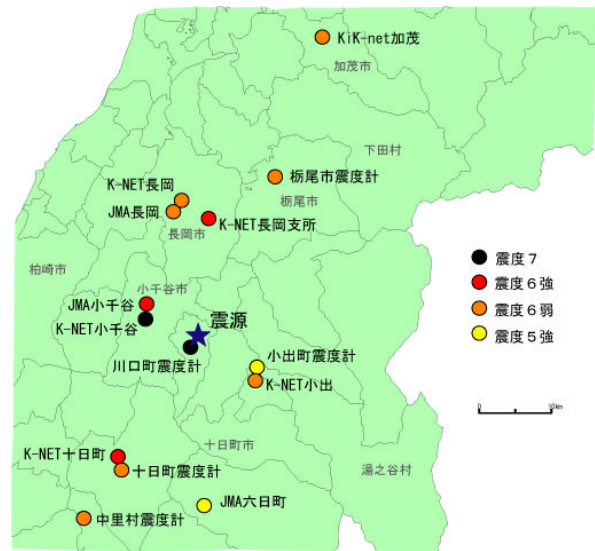 KiK-net加茂
加茂市
下田村
栃尾市震度計
K-NET長岡
栃尾市
JMA長岡
K-NET長岡支所
長岡市
震度７
柏崎市
震度６強
小千谷市
JMA小千谷
震度６弱
K-NET小千谷
震源
震度５強
小出町震度計
川口町震度計
K-NET小出
0
10km
十日町市
K-NET十日町
湯之谷村
十日町震度計
JMA六日町
中里村震度計